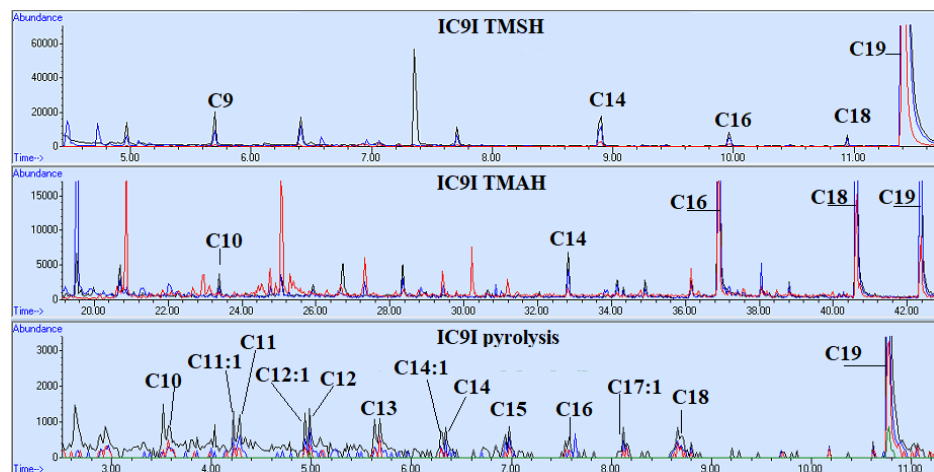 Abundance
IC9I TMSH
60000
C19
40000
C9
C14
20000
C16
C18
0
Time--> 5.00 6.00 7.00 8.00 9.00 10.00 11.00
Abundance
IC9I TMAH
15000
C16
C18
C19
10000
C10
C14
5000
0
Time--> 20.00 22.00 24.00 26.00 28.00 30.00 32.00 34.00 36.00 38.00 40.00 42.00
Abundance
IC9I pyrolysis
3000
C11
C11:1
C14:1
C19
C10
C12:1
C12
C14
2000
C17:1
C13
C15
C16
C18
1000
0
Time--> 3.00 4.00 5.00 6.00 7.00 8.00 9.00 10.00 11.00